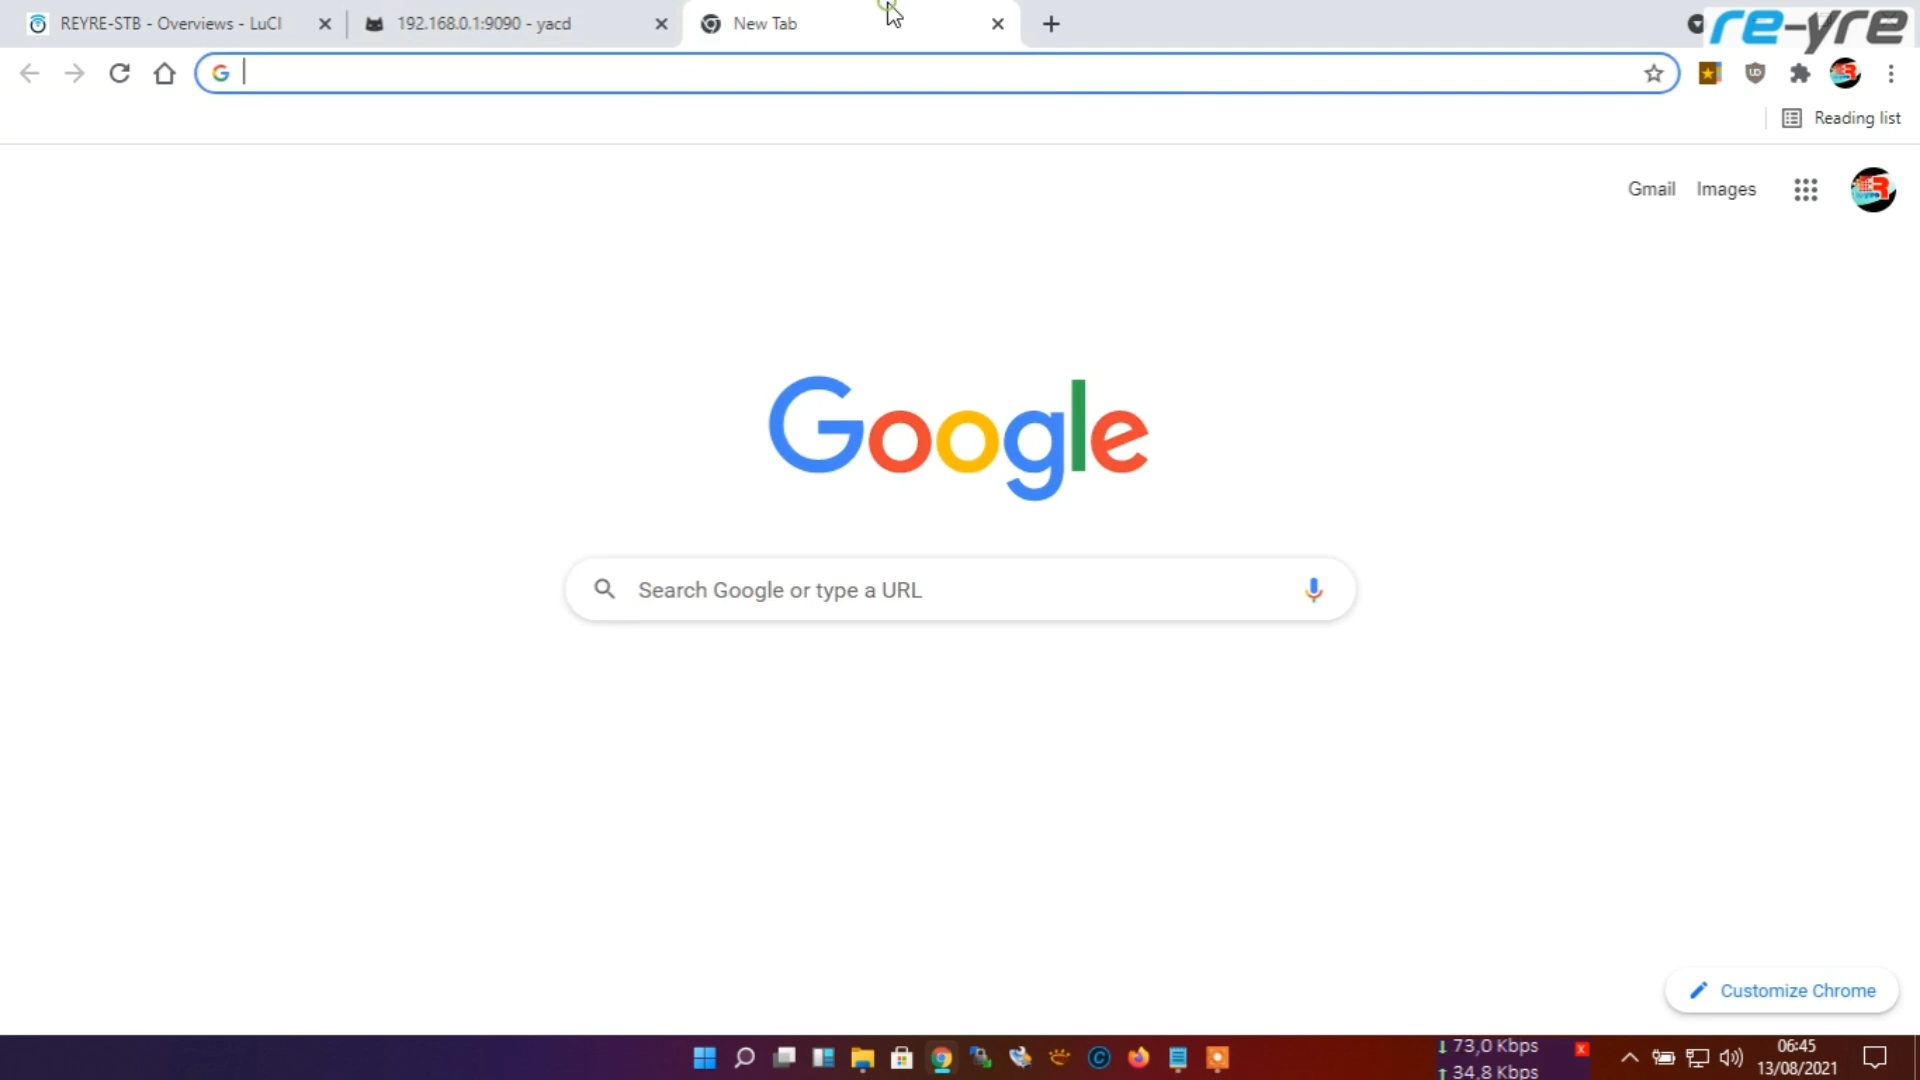 REYRE-STB - Overviews - LuCI
192.168.0.1:9090 - yacd
New Tab
re-yre
Reading list
Gmail
Images
Google
Search Google or type a URL
Customize Chrome
↓ 73,0 Kbps
↑ 34,8 Kbps
06:45
13/08/2021